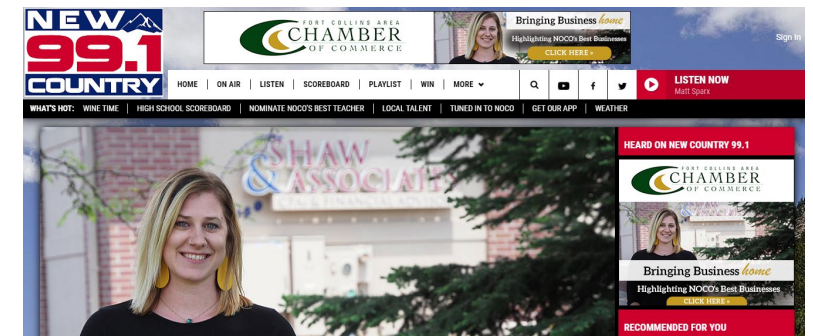 NEW
99.1
COUNTRY
FORT COLLINS AREA
CHAMBER
OF COMMERCE
Bringing Business home
Highlighting NOCO's Best Businesses
CLICK HERE »
Sign In
HOME | ON AIR | LISTEN | SCOREBOARD | PLAYLIST | WIN | MORE
LISTEN NOW
Matt Sparx
WHAT'S HOT: WINE TIME | HIGH SCHOOL SCOREBOARD | NOMINATE NOCO'S BEST TEACHER | LOCAL TALENT | TUNED IN TO NOCO | GET OUR APP | WEATHER
SHAW
& ASSOCIAT
HEARD ON NEW COUNTRY 99.1
FORT COLLINS AREA
CHAMBER
OF COMMERCE
Bringing Business home
Highlighting NOCO's Best Businesses
CLICK HERE »
RECOMMENDED FOR YOU